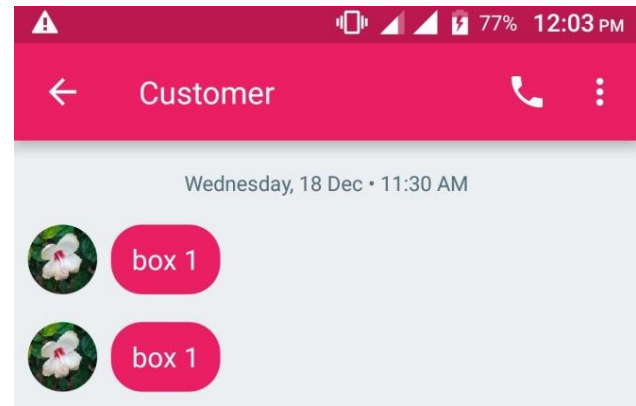 77% 12:03 PM
Customer
Wednesday, 18 Dec • 11:30 AM
box 1
box 1